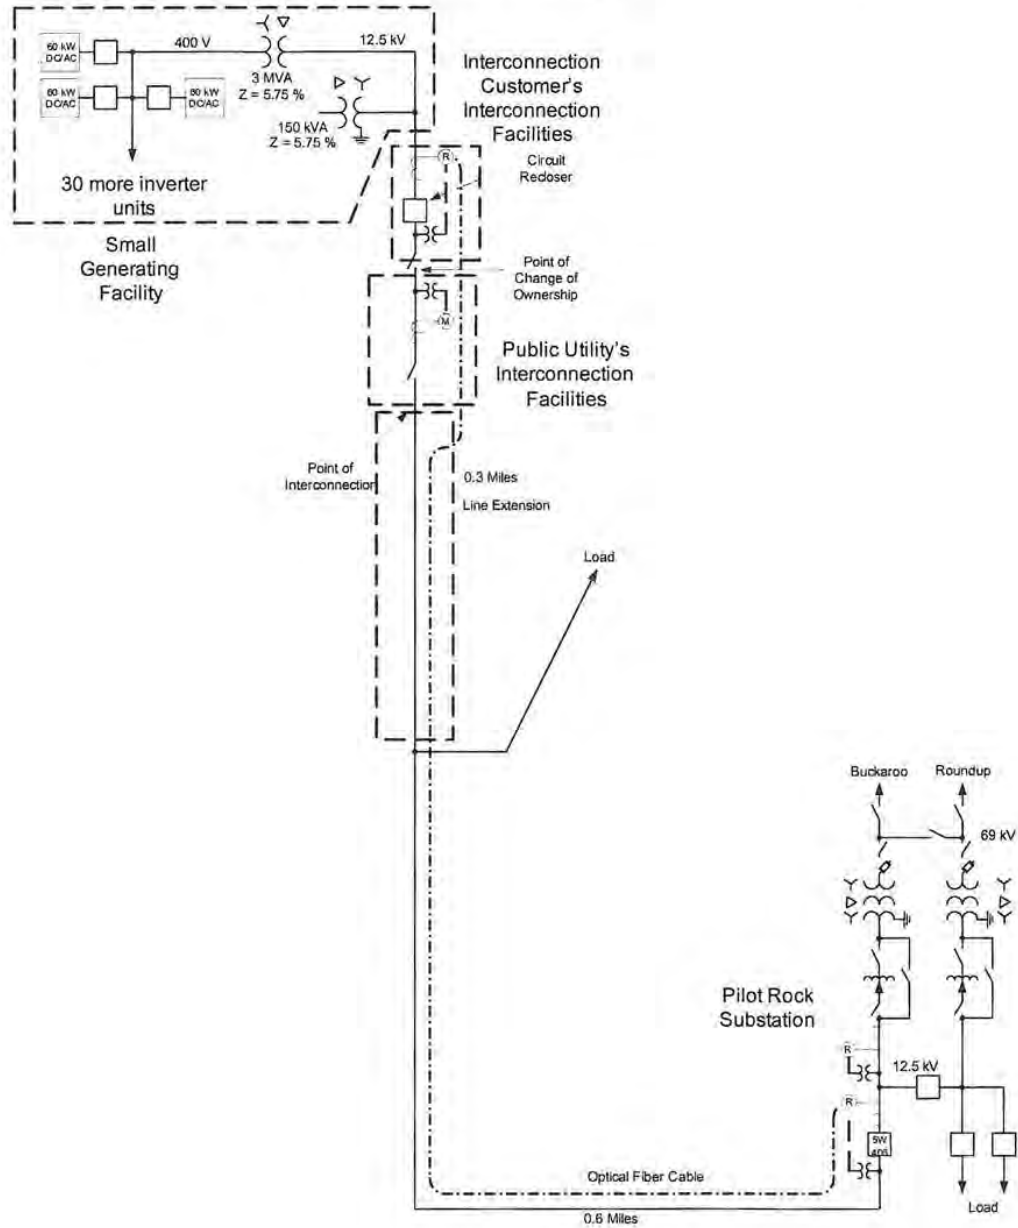 60 kW
DC/AC
400 V
12.5 kV
3 MVA
Z = 5.75 %
60 kW
DC/AC
60 kW
DC/AC
150 kVA
Z = 5.75 %
30 more inverter
units
Small
Generating
Facility
Interconnection
Customer's
Interconnection
Facilities
R
Circuit
Recloser
Point of
Change of
Ownership
M
Public Utility's
Interconnection
Facilities
Point of
Interconnection
0.3 Miles
Line Extension
Load
Buckaroo
Roundup
69 kV
Pilot Rock
Substation
R
12.5 kV
R
5W
406
Optical Fiber Cable
0.6 Miles
Load